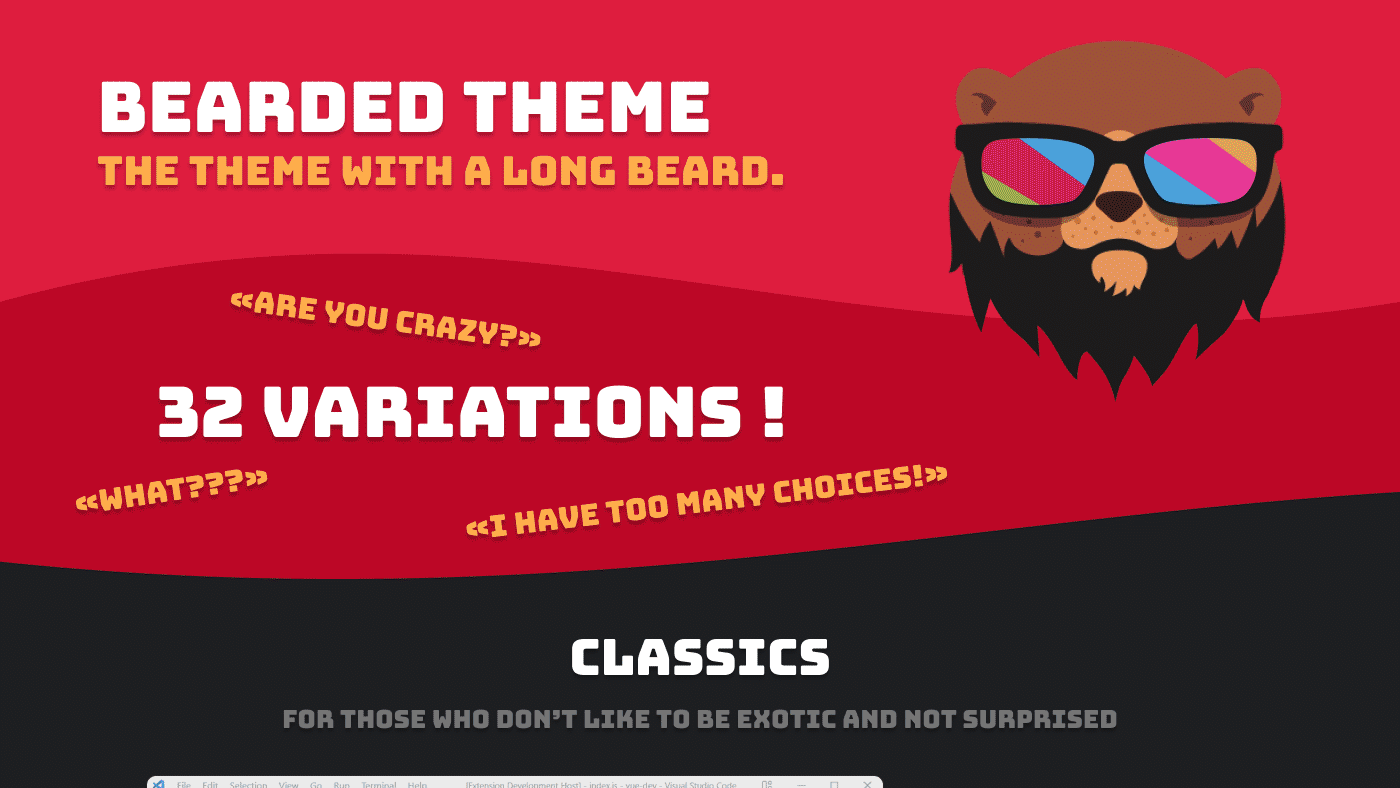 BEARDED THEME
THE THEME WITH A LONG BEARD.
«ARE YOU CRAZY?»
32 VARIATIONS !
«WHAT???»
«I HAVE TOO MANY CHOICES!»
CLASSICS
FOR THOSE WHO DON’T LIKE TO BE EXOTIC AND NOT SURPRISED
File Edit Selection View Go Run Terminal Help [Extension Development Host] - index.js - vue-dev - Visual Studio Code